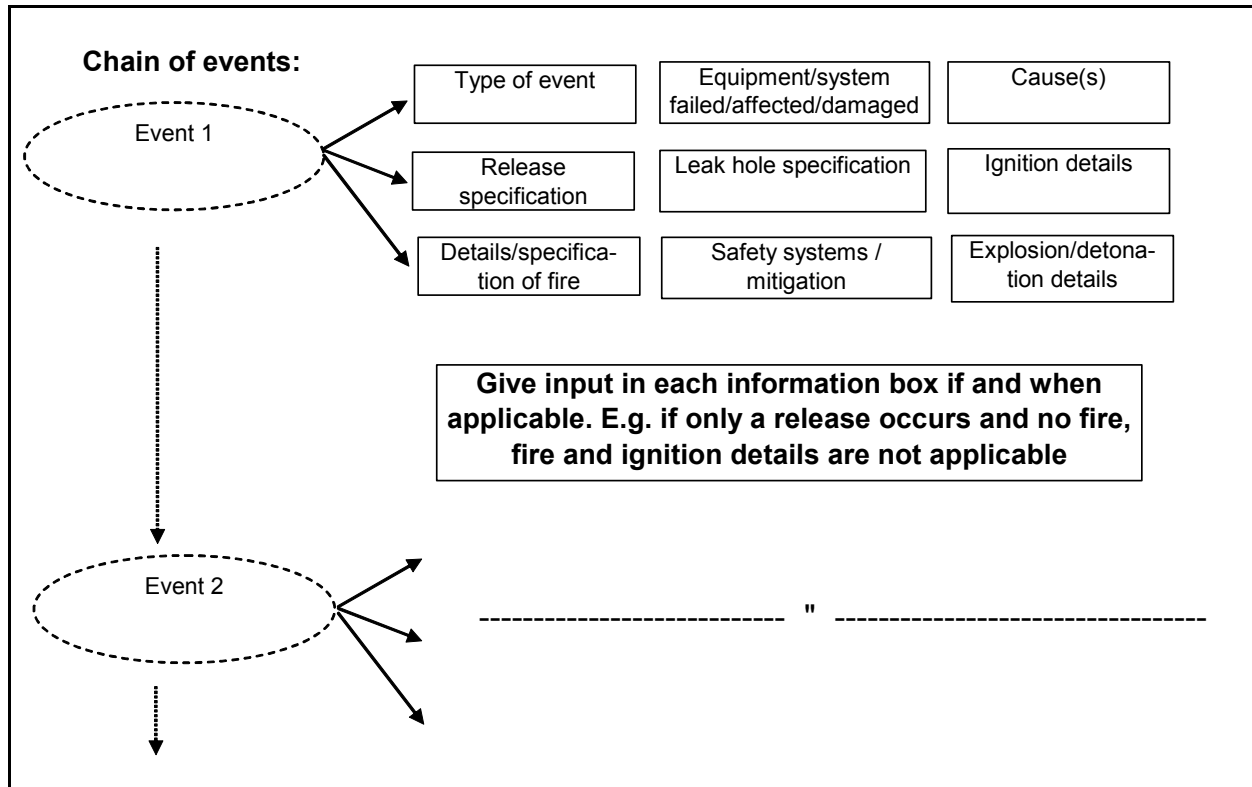 Chain of events:
Event 1
Type of event
Equipment/system
failed/affected/damaged
Cause(s)
Release
specification
Leak hole specification
Ignition details
Details/specifica-
tion of fire
Safety systems /
mitigation
Explosion/detona-
tion details
Give input in each information box if and when
applicable. E.g. if only a release occurs and no fire,
fire and ignition details are not applicable
Event 2
---------------------------- " ----------------------------------